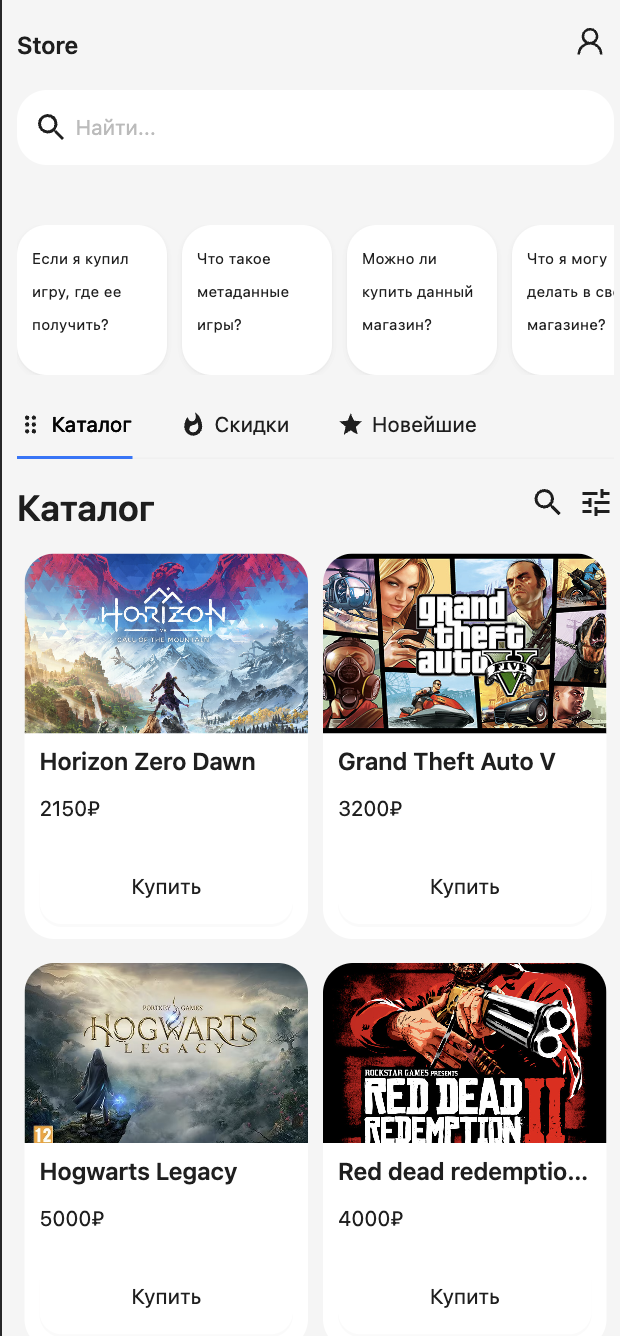 Store
Найти...
Если я купил
игру, где ее
получить?
Что такое
метаданные
игры?
Можно ли
купить данный
магазин?
Что я могу
делать в св
магазине?
Каталог
Скидки
Новейшие
Каталог
HORIZON
CALL OF THE MOUNTAIN
Horizon Zero Dawn
2150₽
Купить
grand
theft
auto
FIVE
Grand Theft Auto V
3200₽
Купить
PORTKEY GAMES
HOGWARTS
LEGACY
12
Hogwarts Legacy
5000₽
Купить
ROCKSTAR GAMES PRESENTS
RED DEAD
REDEMPTION II
Red dead redemptio...
4000₽
Купить